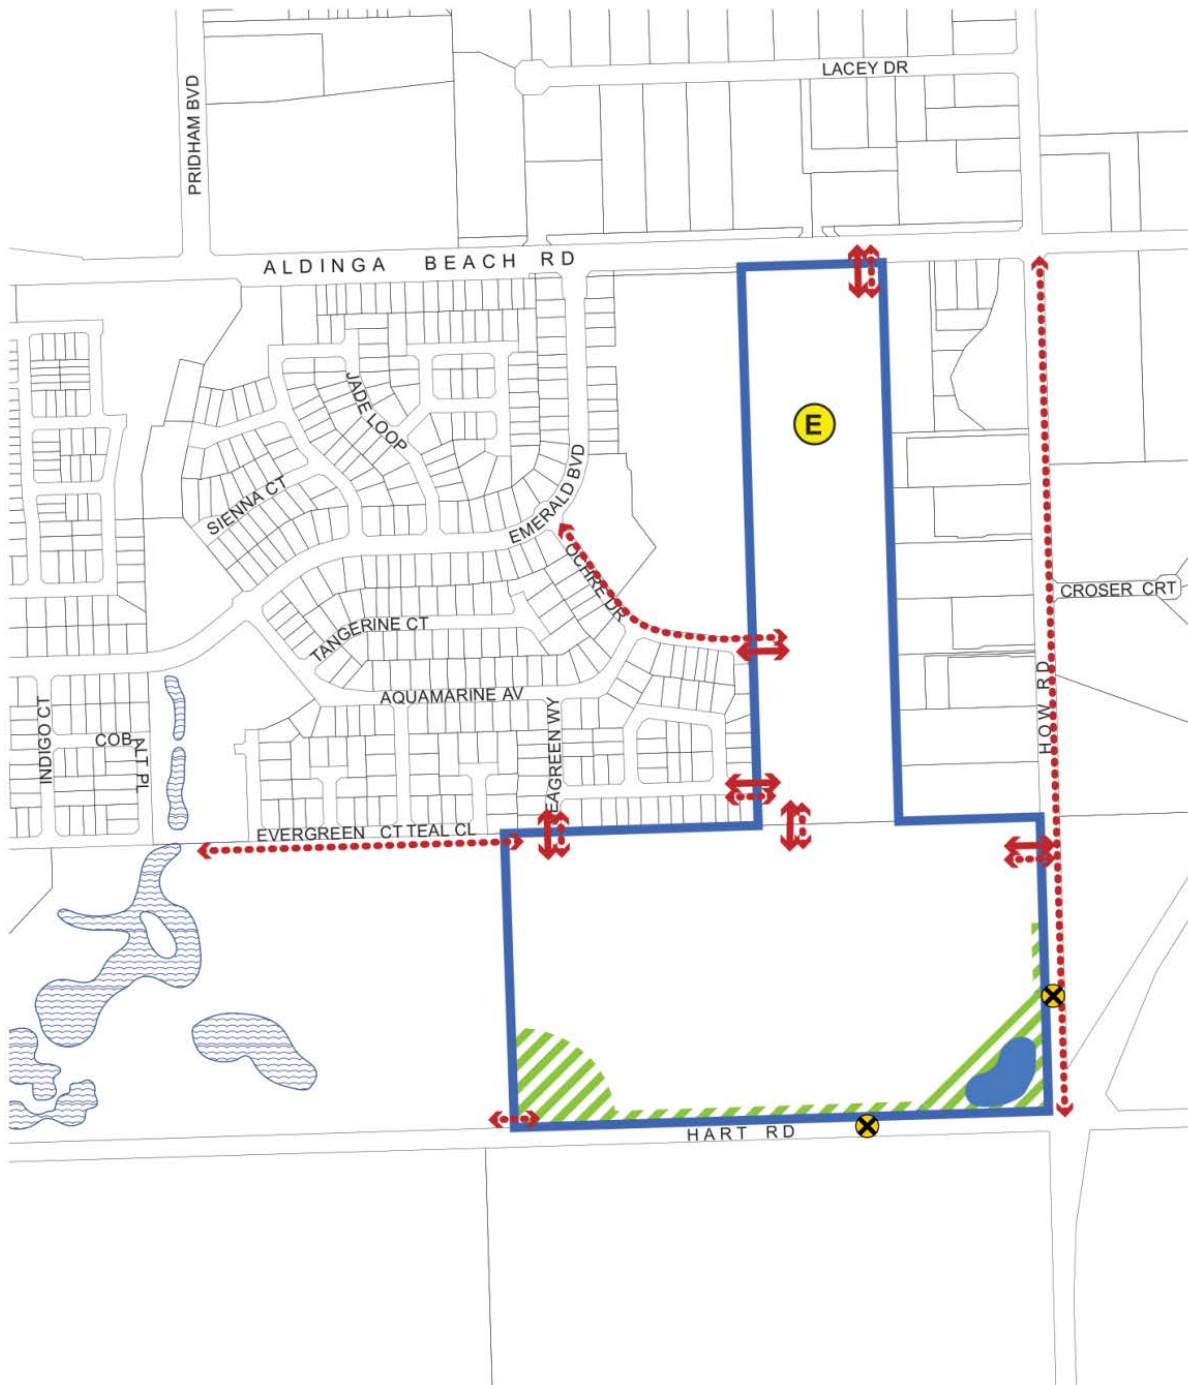 LACEY DR
PRIDHAM BVD
ALDINGA BEACH RD
JADE LOOP
E
SIENNA CT
EMERALD BVD
OCHRE DR
CROSER CRT
TANGERINE CT
AQUAMARINE AV
HOW RD
INDIGO CT
COBALT PL
EAGREEN WY
EVERGREEN CT
TEAL CL
HART RD